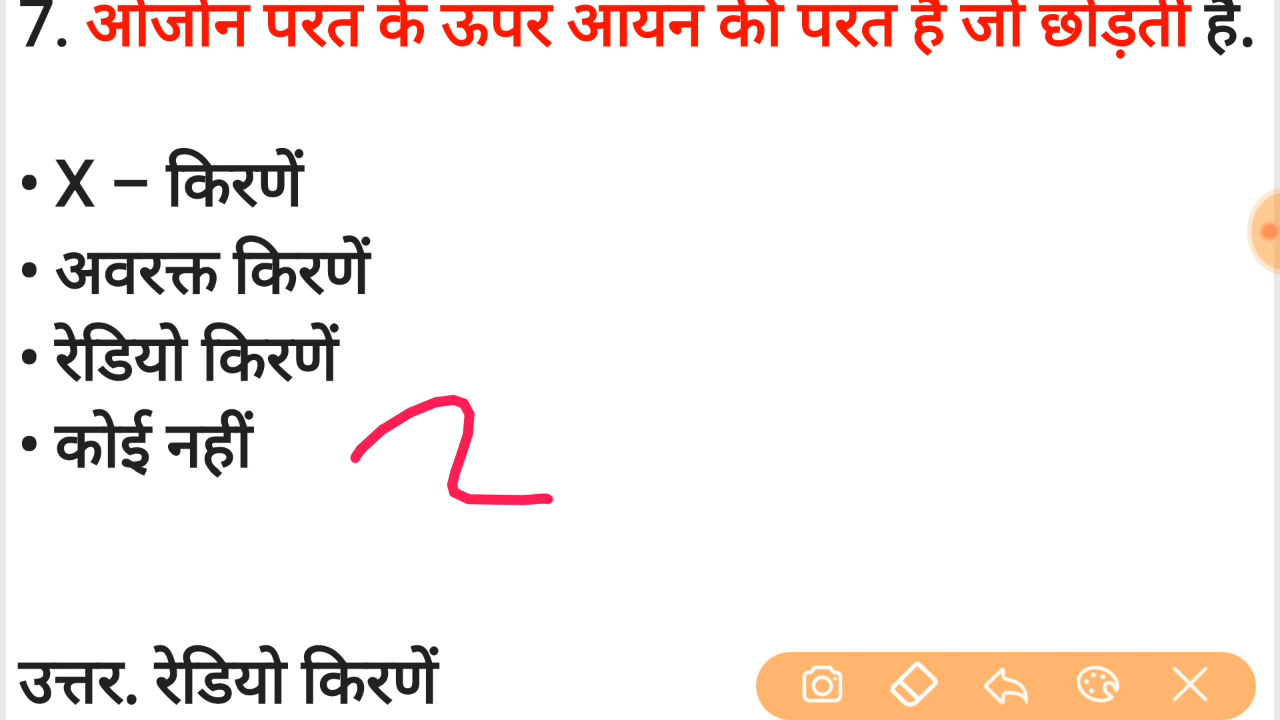 7. ओजोन परत के ऊपर आयन की परत है जो छोड़ती है.
• X – किरणें
• अवरक्त किरणें
• रेडियो किरणें
• कोई नहीं
उत्तर. रेडियो किरणें